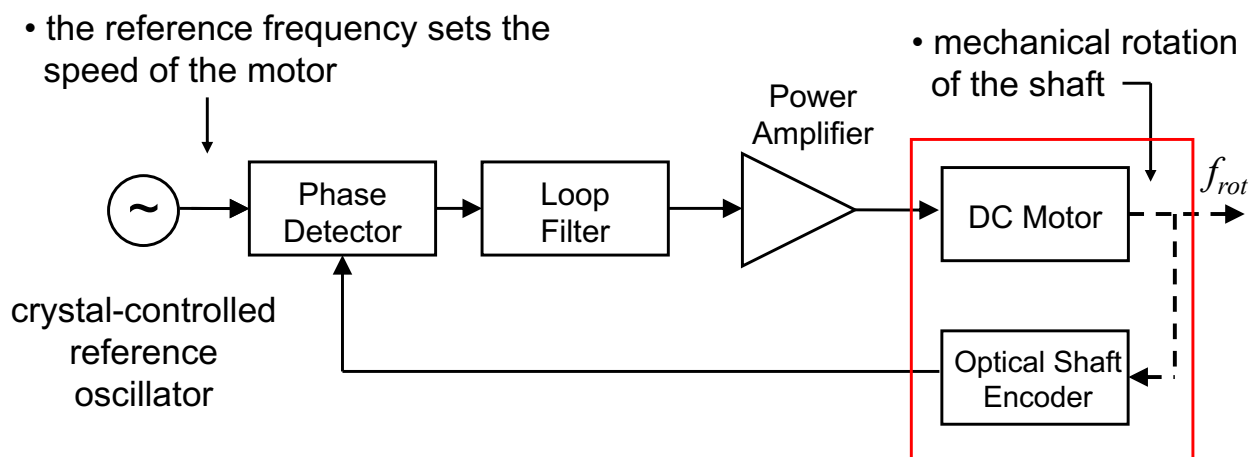 • the reference frequency sets the
speed of the motor
• mechanical rotation
of the shaft
Power
Amplifier
~
Phase
Detector
Loop
Filter
DC Motor
f_rot
crystal-controlled
reference
oscillator
Optical Shaft
Encoder